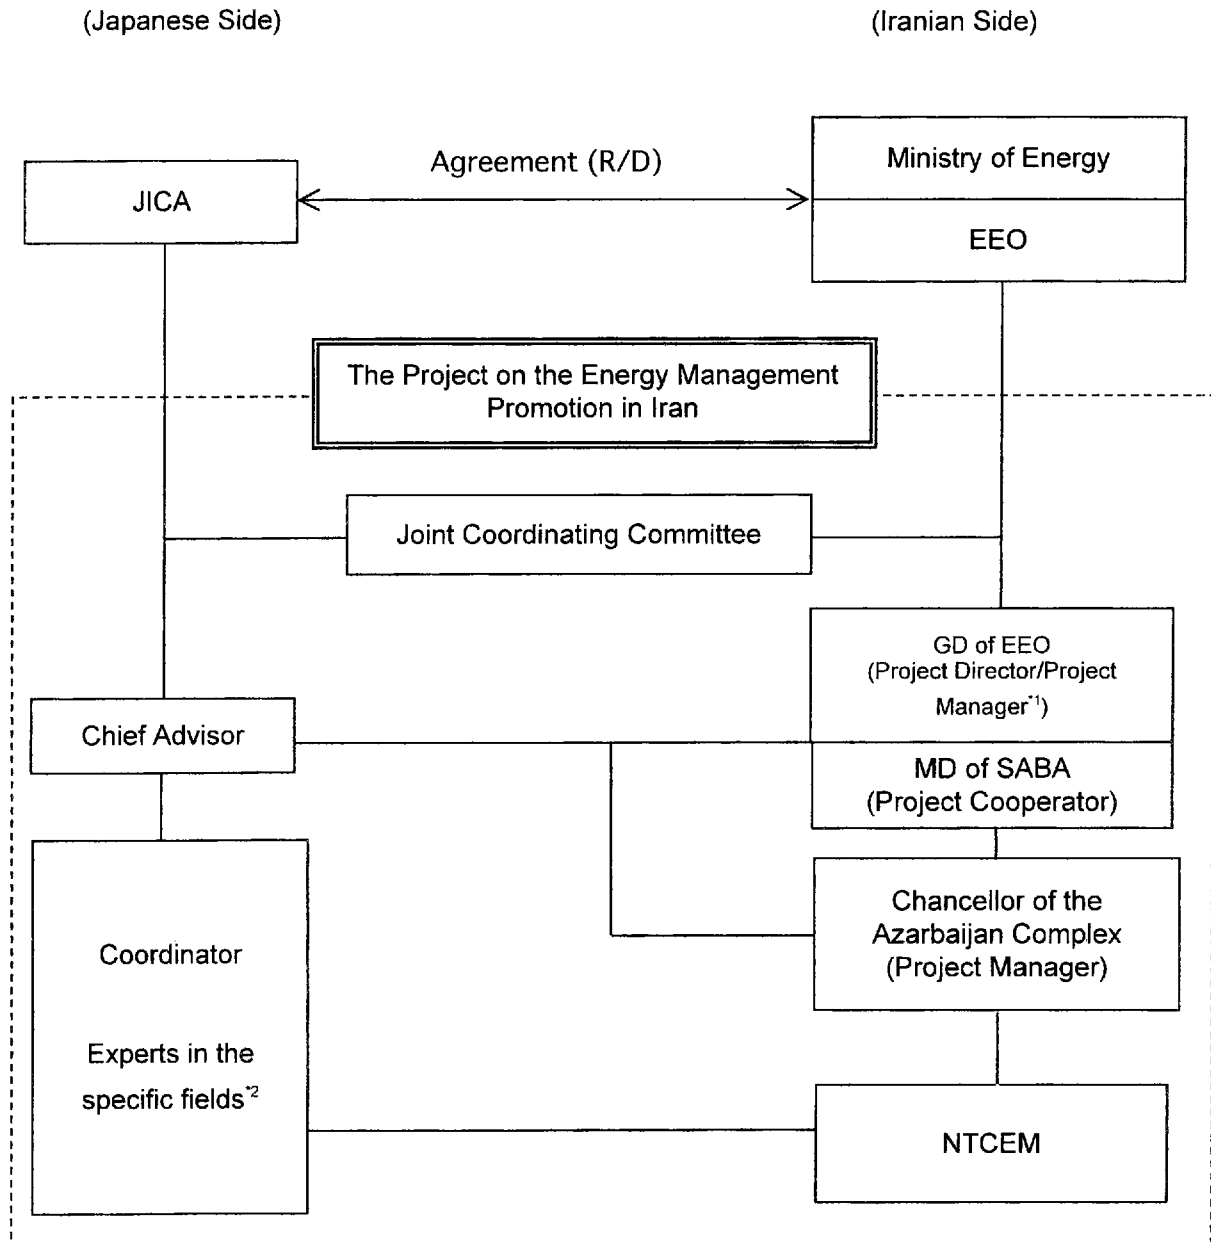 (Japanese Side)
(Iranian Side)
Agreement (R/D)
JICA
Ministry of Energy
EEO
The Project on the Energy Management
Promotion in Iran
Joint Coordinating Committee
GD of EEO
(Project Director/Project
Manager*1)
Chief Advisor
MD of SABA
(Project Cooperator)
Coordinator
Experts in the
specific fields*2
Chancellor of the
Azarbaijan Complex
(Project Manager)
NTCEM